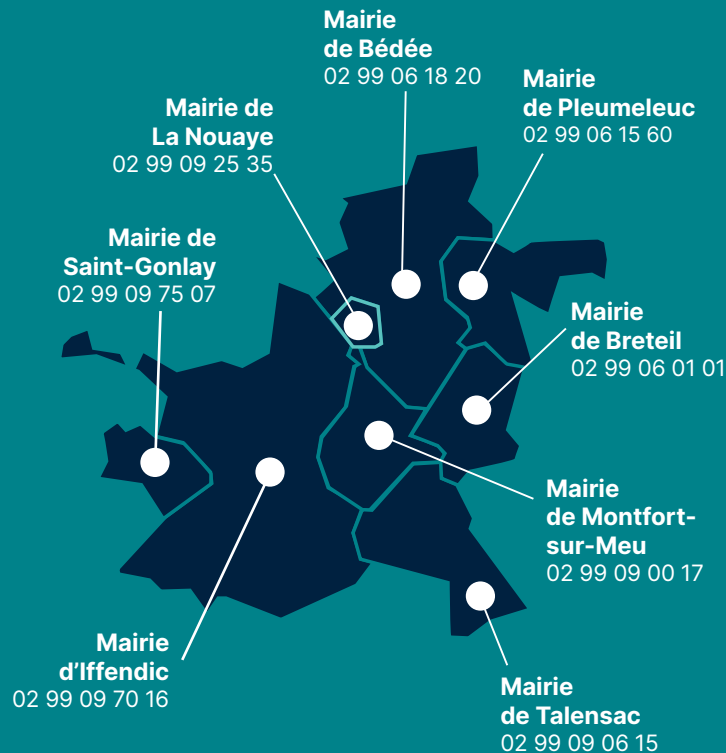 Mairie
de Bédée
02 99 06 18 20
Mairie
de Pleumeleuc
02 99 06 15 60
Mairie de
La Nouaye
02 99 09 25 35
Mairie de
Saint-Gonlay
02 99 09 75 07
Mairie
de Breteil
02 99 06 01 01
Mairie
de Montfort-
sur-Meu
02 99 09 00 17
Mairie
d'Iffendic
02 99 09 70 16
Mairie
de Talensac
02 99 09 06 15